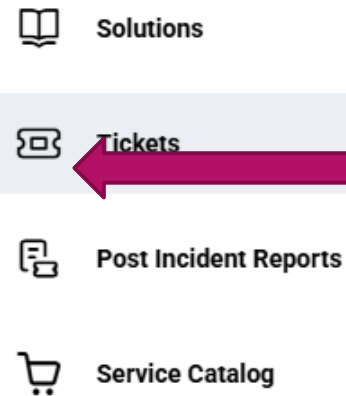 Solutions
Tickets
Post Incident Reports
Service Catalog